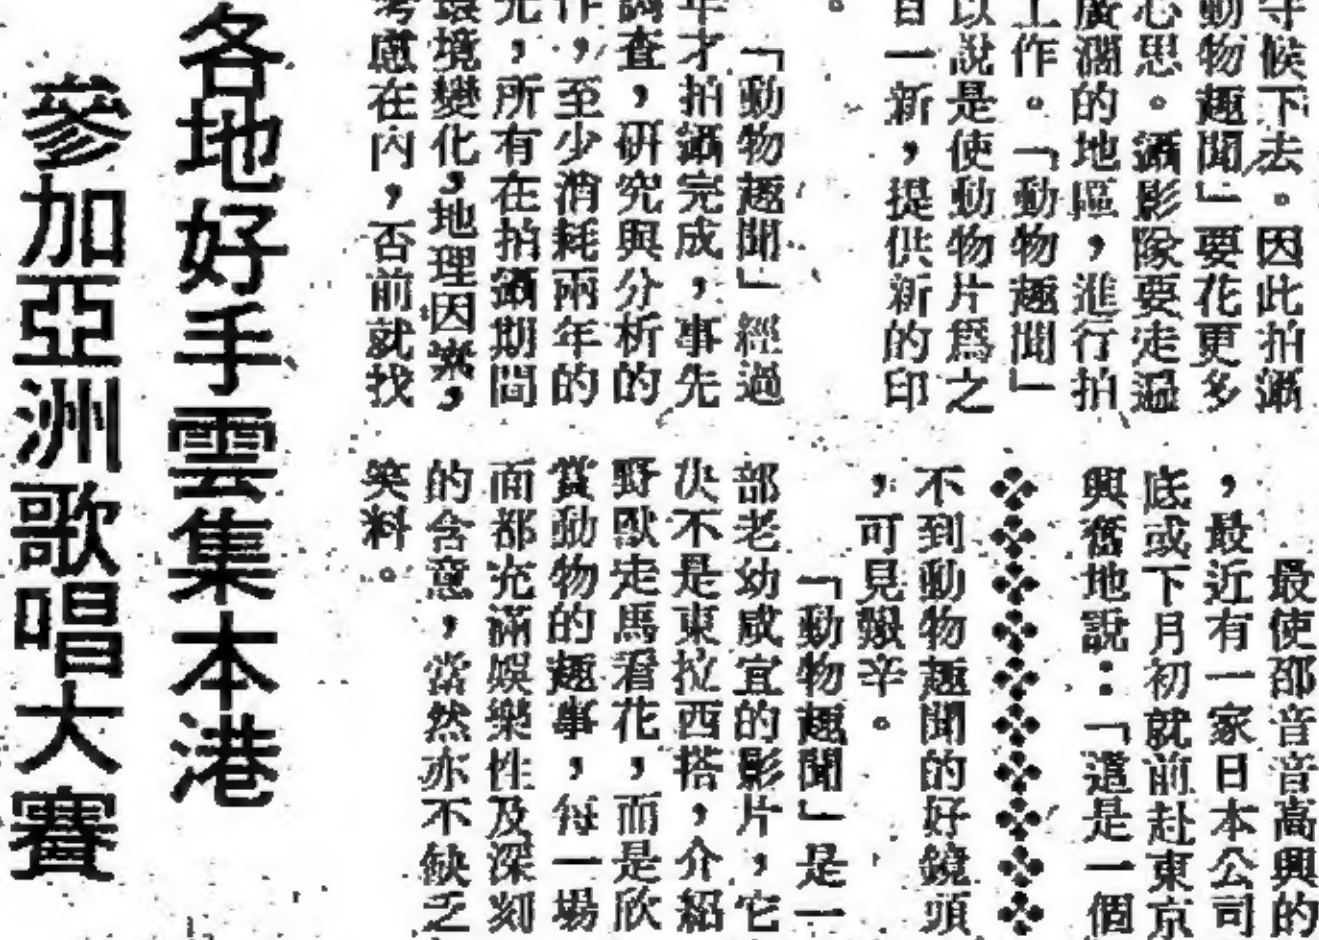 守候下去。因此拍攝
動物趣聞」要花更多
心思。攝影隊要走遍
廣濶的地區，進行拍
工作。「動物趣聞」
以說是使動物片爲之
目一新，提供新的印
。
「動物趣聞」經過
年才拍攝完成，事先
調查，研究與分析的
作，至少消耗兩年的
光，所有在拍攝期間
環境變化，地理因素，
考慮在內，否前就找
最使邵音音高興的
，最近有一家日本公司
底或下月初就前赴東京
興奮地說：「這是一個
不到動物趣聞的好鏡頭
，可見艱辛。
「動物趣聞」是一
部老幼咸宜的影片，它
決不是東拉西搭，介紹
野獸走馬看花，而是欣
賞動物的趣事，每一場
面都充滿娛樂性及深刻
的含意，當然亦不缺乏
笑料。
各地好手雲集本港
參加亞洲歌唱大賽